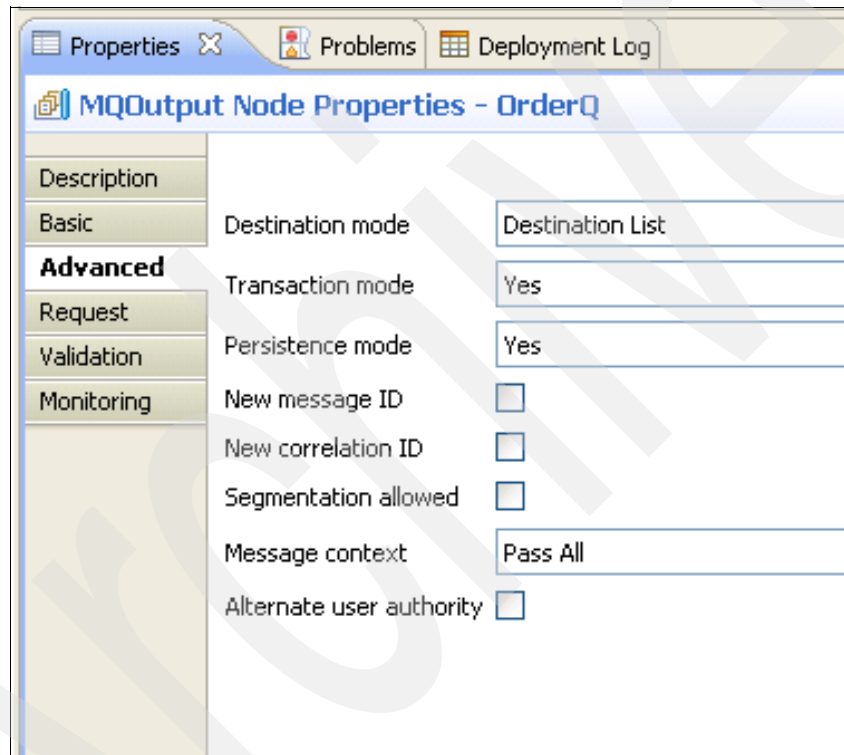 Properties Problems Deployment Log
MQOutput Node Properties - OrderQ
Description
Basic
Advanced
Request
Validation
Monitoring
Destination mode Destination List
Transaction mode Yes
Persistence mode Yes
New message ID
New correlation ID
Segmentation allowed
Message context Pass All
Alternate user authority